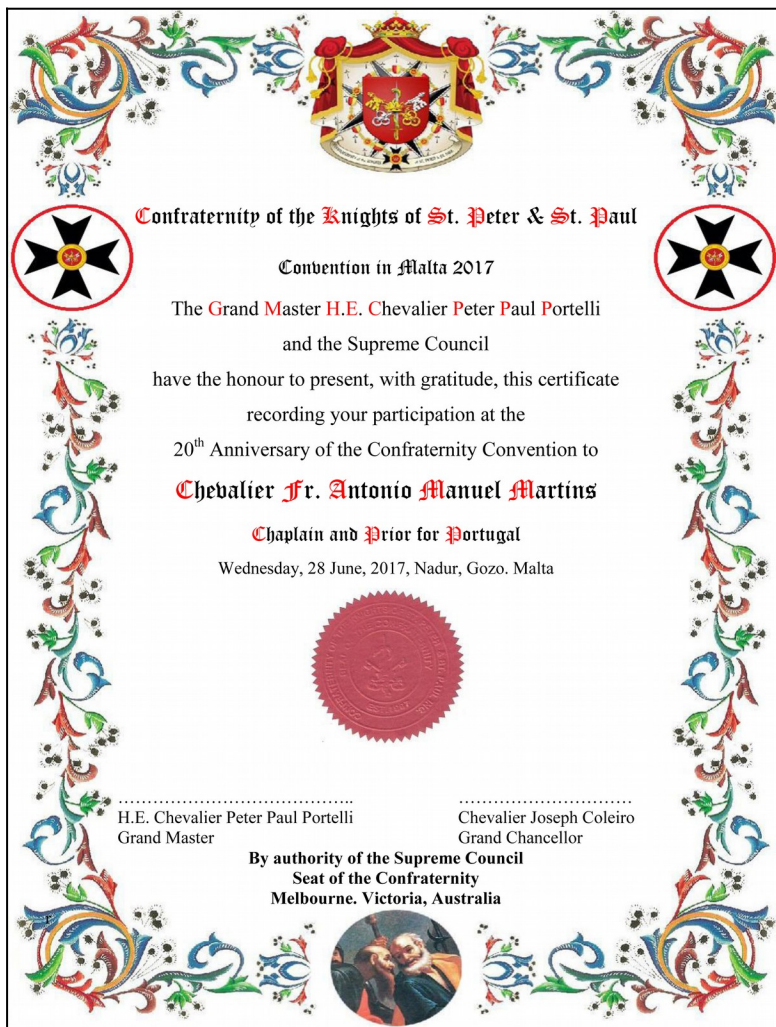 Confraternity of the Knights of St. Peter & St. Paul
Convention in Malta 2017
The Grand Master H.E. Chevalier Peter Paul Portelli
and the Supreme Council
have the honour to present, with gratitude, this certificate
recording your participation at the
20th Anniversary of the Confraternity Convention to
Chevalier Fr. Antonio Manuel Martins
Chaplain and Prior for Portugal
Wednesday, 28 June, 2017, Nadur, Gozo. Malta
…………………………………..
H.E. Chevalier Peter Paul Portelli
Grand Master
…………………………
Chevalier Joseph Coleiro
Grand Chancellor
By authority of the Supreme Council
Seat of the Confraternity
Melbourne. Victoria, Australia